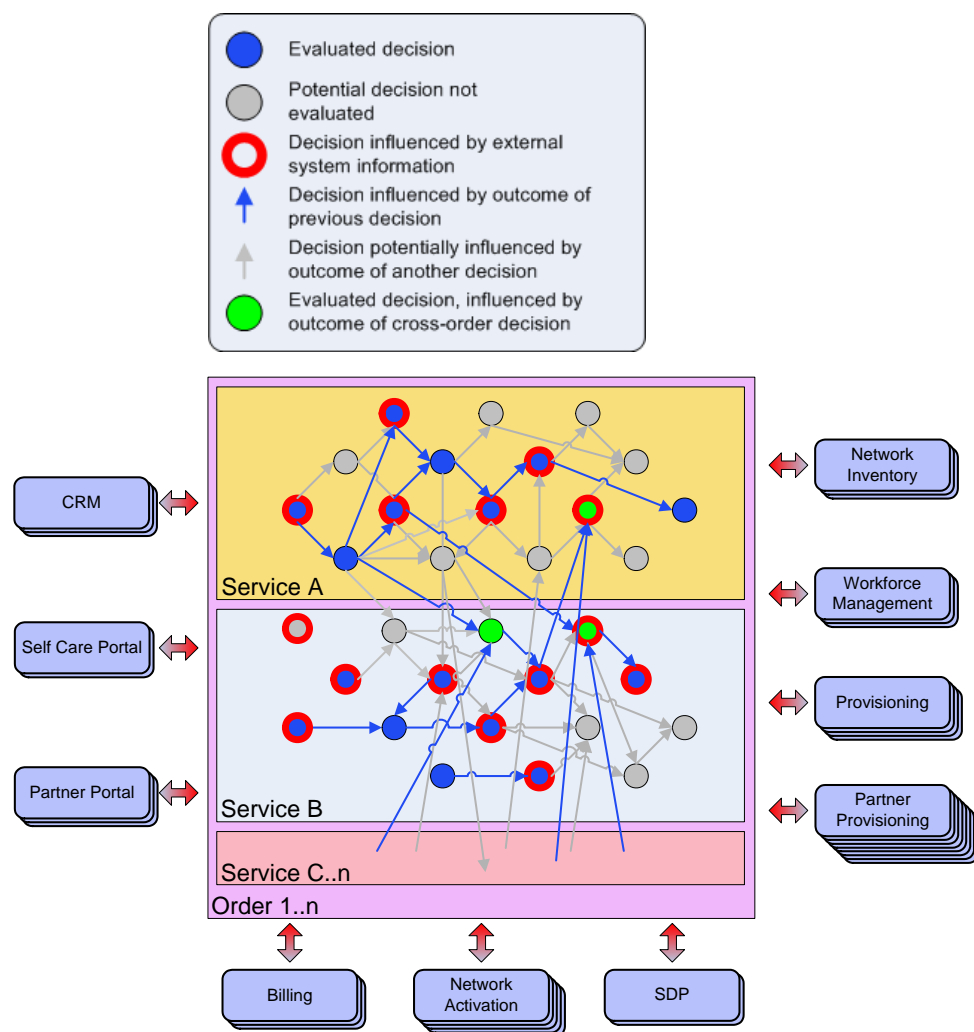 Evaluated decision
Potential decision not
evaluated
Decision influenced by external
system information
Decision influenced by outcome of
previous decision
Decision potentially influenced by
outcome of another decision
Evaluated decision, influenced by
outcome of cross-order decision
CRM
Self Care Portal
Partner Portal
Service A
Service B
Service C..n
Order 1..n
Network
Inventory
Workforce
Management
Provisioning
Partner
Provisioning
Billing
Network
Activation
SDP